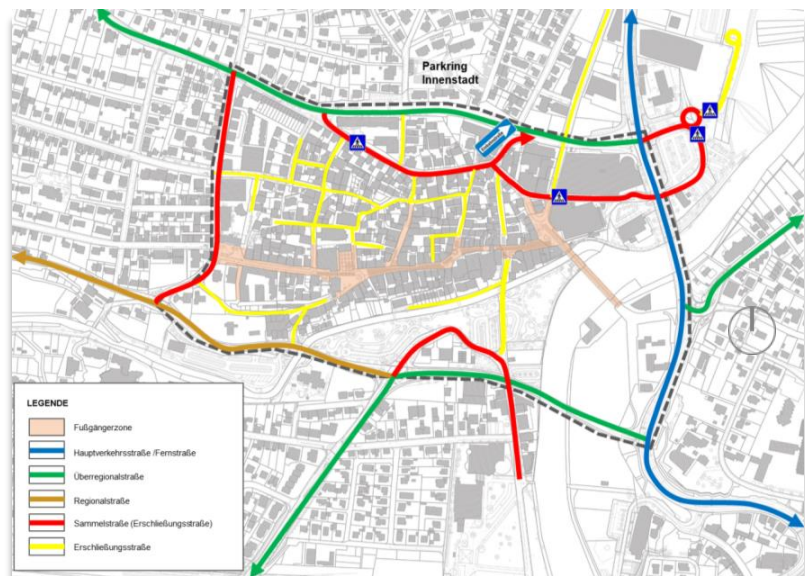 Parkring
Innenstadt
LEGENDE
Fußgängerzone
Hauptverkehrsstraße /Fernstraße
Überregionalstraße
Regionalstraße
Sammelstraße (Erschließungsstraße)
Erschließungsstraße